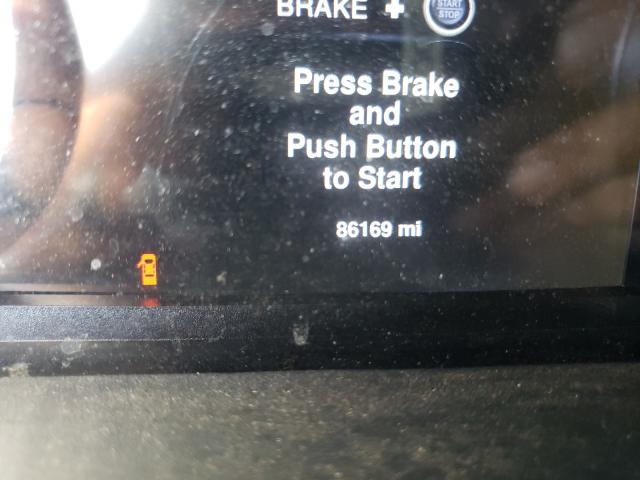 BRAKE +
START
STOP
Press Brake
and
Push Button
to Start
86169 mi